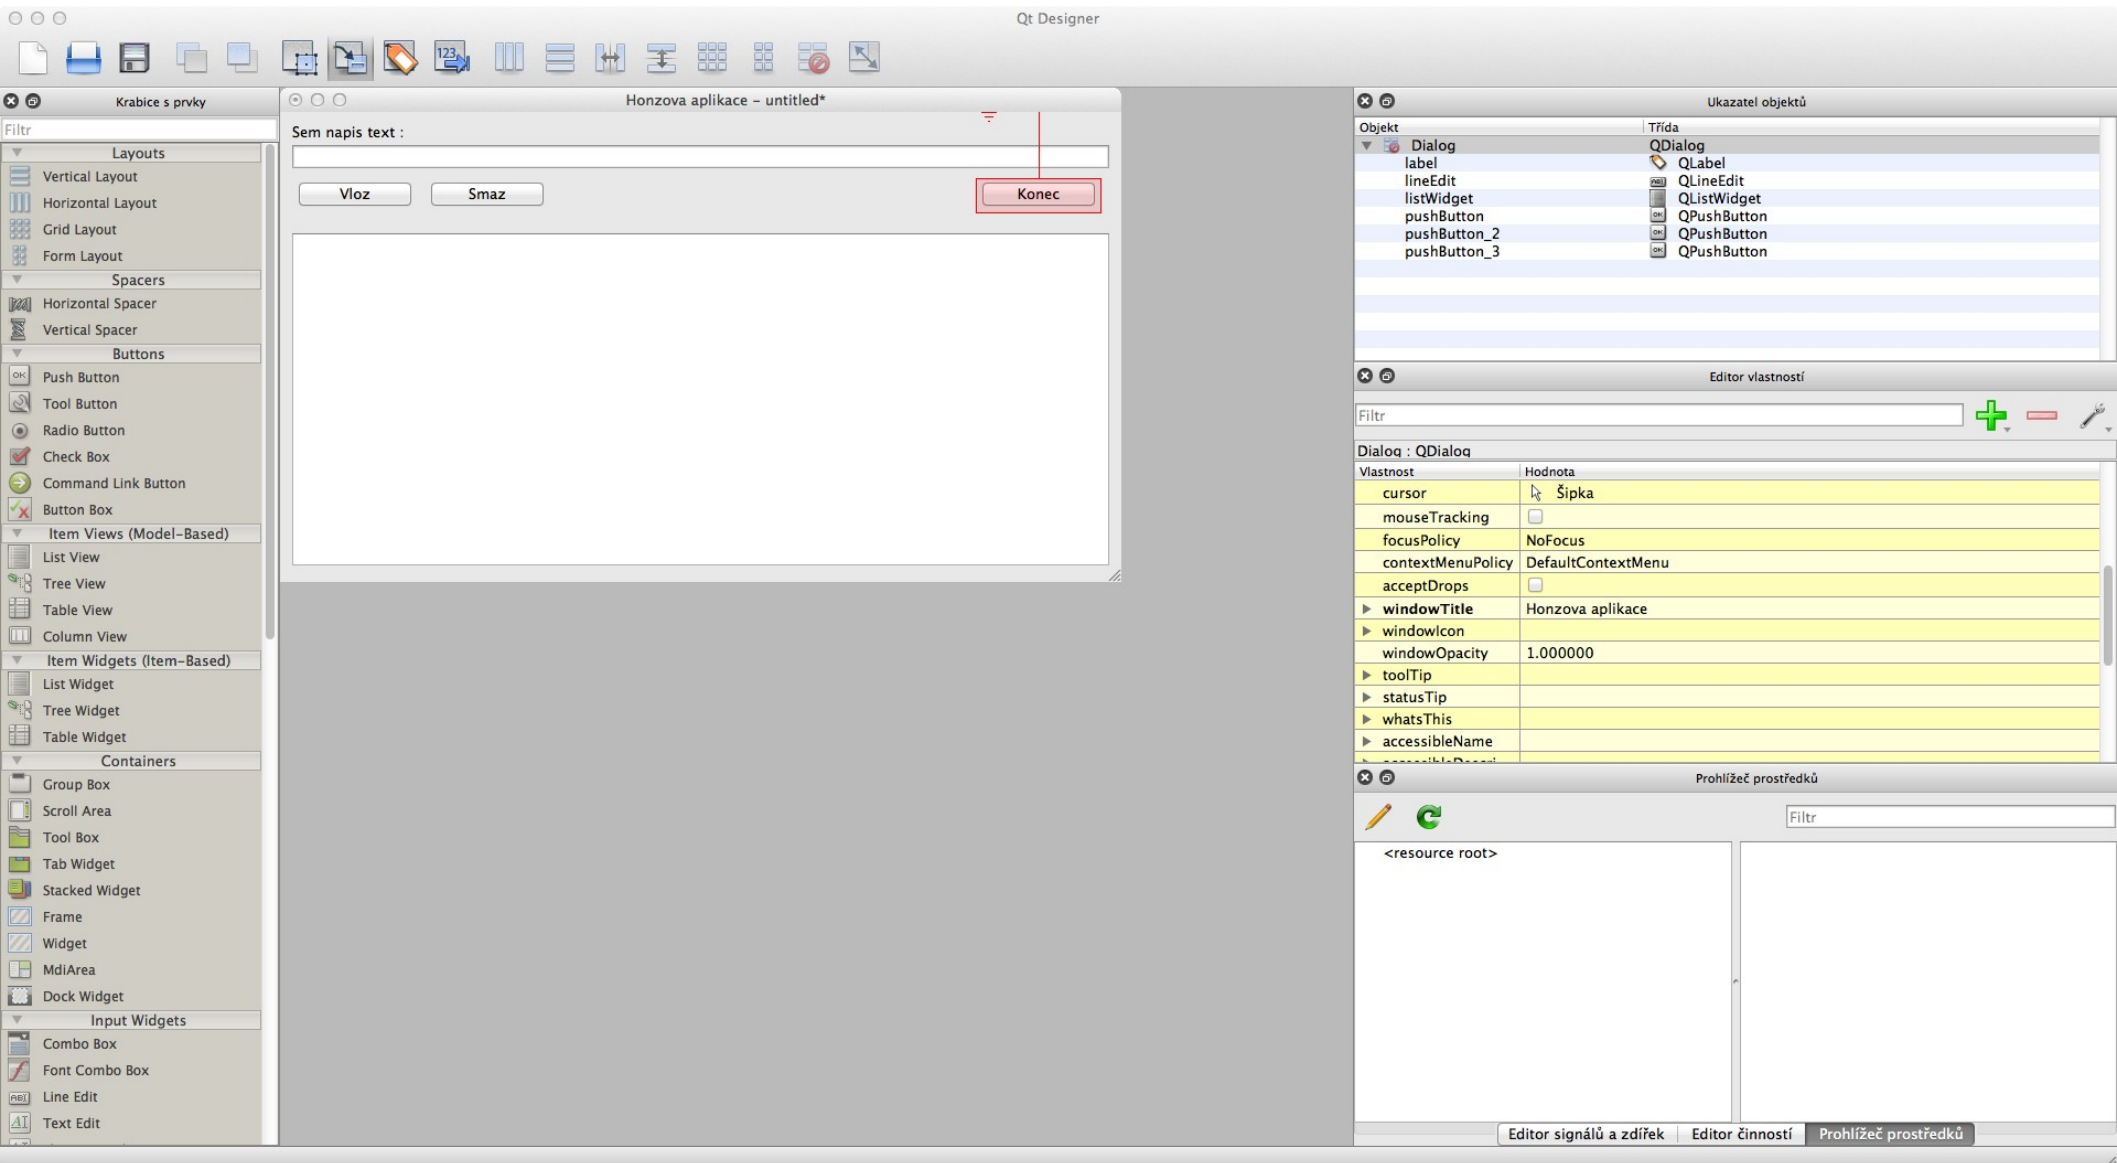 Qt Designer
Krabice s prvky
Filtr
Layouts
Vertical Layout
Horizontal Layout
Grid Layout
Form Layout
Spacers
Horizontal Spacer
Vertical Spacer
Buttons
Push Button
Tool Button
Radio Button
Check Box
Command Link Button
Button Box
Item Views (Model-Based)
List View
Tree View
Table View
Column View
Item Widgets (Item-Based)
List Widget
Tree Widget
Table Widget
Containers
Group Box
Scroll Area
Tool Box
Tab Widget
Stacked Widget
Frame
Widget
MdiArea
Dock Widget
Input Widgets
Combo Box
Font Combo Box
Line Edit
Text Edit
Honzova aplikace – untitled*
Sem napis text :
Vloz Smaz Konec
Ukazatel objektů
Objekt Třída
Dialog QDialog
label QLabel
lineEdit QLineEdit
listWidget QListWidget
pushButton QPushButton
pushButton_2 QPushButton
pushButton_3 QPushButton
Editor vlastností
Filtr
Dialog : QDialog
Vlastnost Hodnota
cursor Šipka
mouseTracking
focusPolicy NoFocus
contextMenuPolicy DefaultContextMenu
acceptDrops
windowTitle Honzova aplikace
windowIcon
windowOpacity 1.000000
toolTip
statusTip
whatsThis
accessibleName
Prohlížeč prostředků
Filtr
<resource root>
Editor signálů a zdířek Editor činností Prohlížeč prostředků